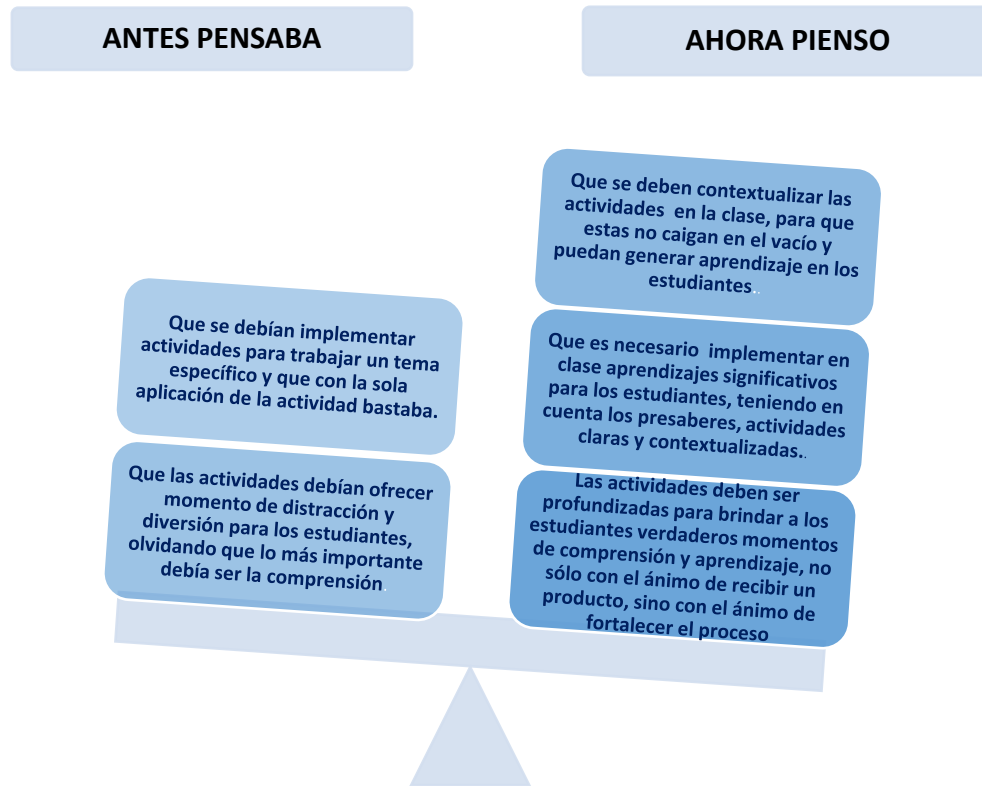 ANTES PENSABA
AHORA PIENSO
Que se debían implementar
actividades para trabajar un tema
específico y que con la sola
aplicación de la actividad bastaba.
Que las actividades debían ofrecer
momento de distracción y
diversión para los estudiantes,
olvidando que lo más importante
debía ser la comprensión.
Que se deben contextualizar las
actividades en la clase, para que
estas no caigan en el vacío y
puedan generar aprendizaje en los
estudiantes..
Que es necesario implementar en
clase aprendizajes significativos
para los estudiantes, teniendo en
cuenta los presaberes, actividades
claras y contextualizadas..
Las actividades deben ser
profundizadas para brindar a los
estudiantes verdaderos momentos
de comprensión y aprendizaje, no
sólo con el ánimo de recibir un
producto, sino con el ánimo de
fortalecer el proceso